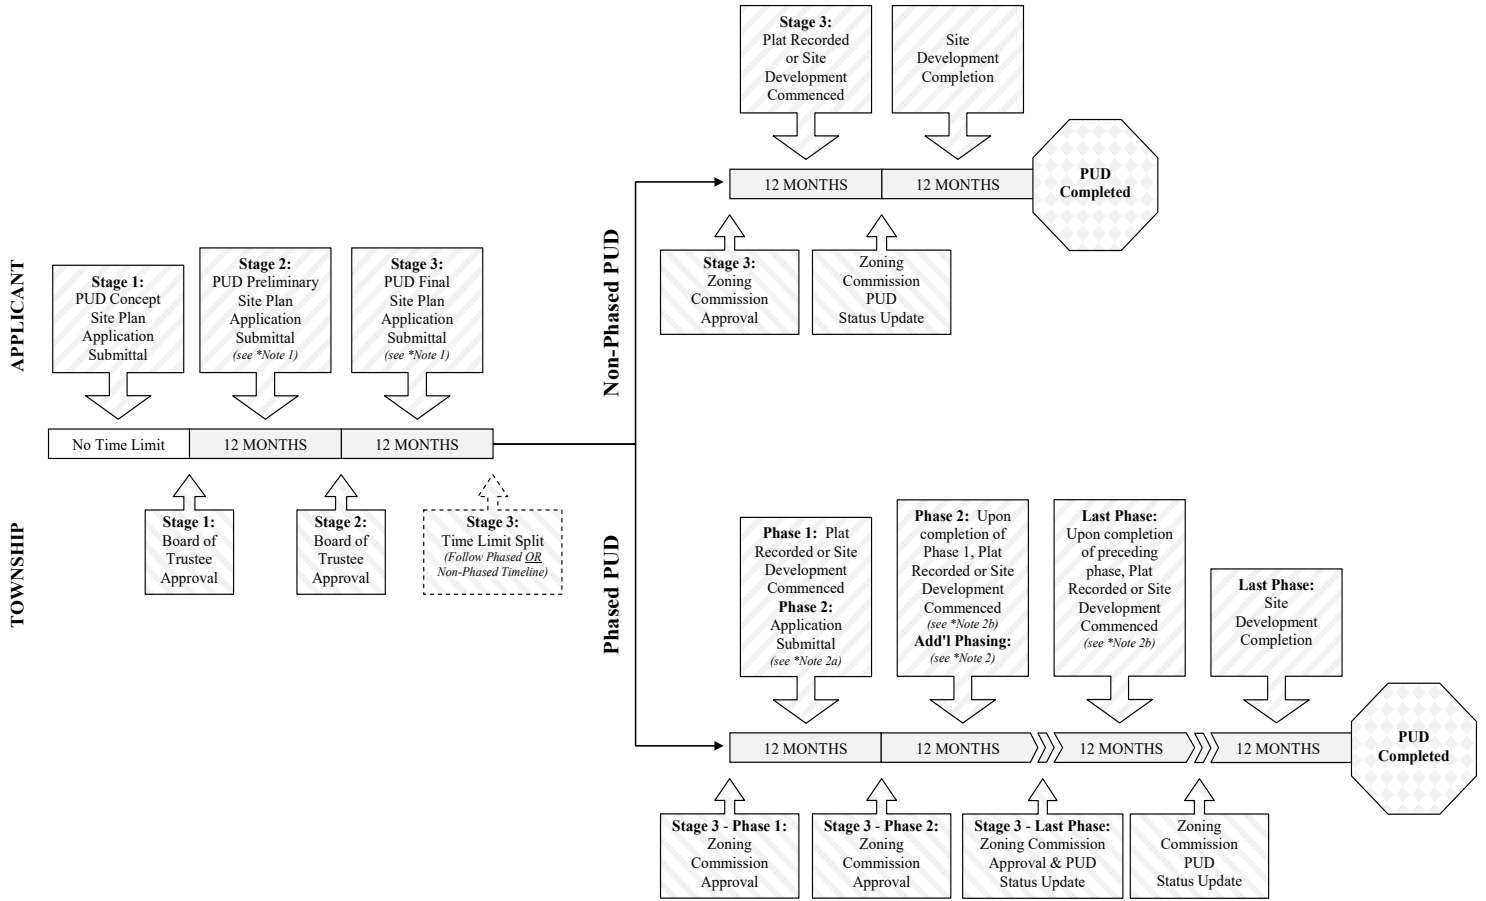 Stage 3:
Plat Recorded
or Site
Development
Commenced
Site
Development
Completion
12 MONTHS
12 MONTHS
PUD
Completed
Stage 3:
Zoning
Commission
Approval
Zoning
Commission
PUD
Status Update
Non-Phased PUD
APPLICANT
Stage 1:
PUD Concept
Site Plan
Application
Submittal
Stage 2:
PUD Preliminary
Site Plan
Application
Submittal
(see *Note 1)
Stage 3:
PUD Final
Site Plan
Application
Submittal
(see *Note 1)
No Time Limit
12 MONTHS
12 MONTHS
TOWNSHIP
Stage 1:
Board of
Trustee
Approval
Stage 2:
Board of
Trustee
Approval
Stage 3:
Time Limit Split
(Follow Phased OR
Non-Phased Timeline)
Phased PUD
Phase 1: Plat
Recorded or Site
Development
Commenced
Phase 2:
Application
Submittal
(see *Note 2a)
Phase 2: Upon
completion of
Phase 1, Plat
Recorded or Site
Development
Commenced
(see *Note 2b)
Add'l Phasing:
(see *Note 2)
Last Phase:
Upon completion
of preceding
phase, Plat
Recorded or Site
Development
Commenced
(see *Note 2b)
Last Phase:
Site
Development
Completion
12 MONTHS
12 MONTHS
12 MONTHS
12 MONTHS
PUD
Completed
Stage 3 - Phase 1:
Zoning
Commission
Approval
Stage 3 - Phase 2:
Zoning
Commission
Approval
Stage 3 - Last Phase:
Zoning Commission
Approval & PUD
Status Update
Zoning
Commission
PUD
Status Update